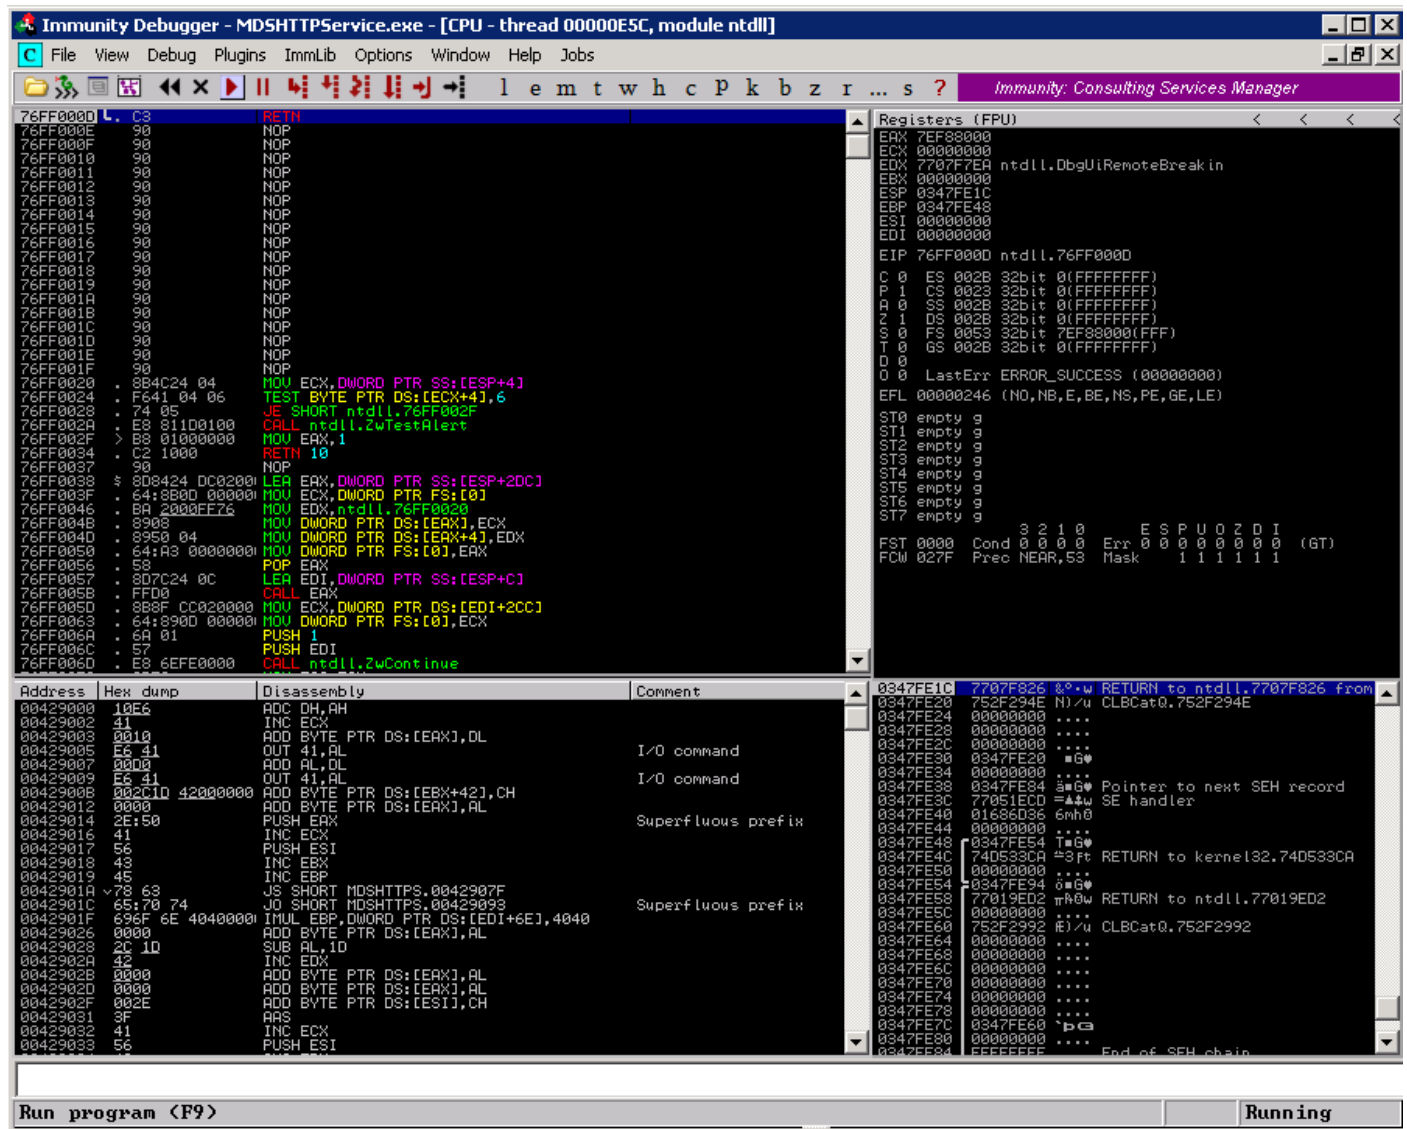 Immunity Debugger - MDSHTTPService.exe - [CPU - thread 00000E5C, module ntdll]
C File View Debug Plugins ImmLib Options Window Help Jobs
l e m t w h c P k b z r ... s ? Immunity: Consulting Services Manager
76FF000D . C3 RETN
76FF000E 90 NOP
76FF000F 90 NOP
76FF0010 90 NOP
76FF0011 90 NOP
76FF0012 90 NOP
76FF0013 90 NOP
76FF0014 90 NOP
76FF0015 90 NOP
76FF0016 90 NOP
76FF0017 90 NOP
76FF0018 90 NOP
76FF0019 90 NOP
76FF001A 90 NOP
76FF001B 90 NOP
76FF001C 90 NOP
76FF001D 90 NOP
76FF001E 90 NOP
76FF001F 90 NOP
76FF0020 . 8B4C24 04 MOV ECX,DWORD PTR SS:[ESP+4]
76FF0024 . F641 04 06 TEST BYTE PTR DS:[ECX+4],6
76FF0028 . 74 05 JE SHORT ntdll.76FF002F
76FF002A . E8 811D0100 CALL ntdll.ZwTestAlert
76FF002F > B8 01000000 MOV EAX,1
76FF0034 . C2 1000 RETN 10
76FF0037 90 NOP
76FF0038 $ 8D8424 DC0200 LEA EAX,DWORD PTR SS:[ESP+2DC]
76FF003F . 64:8B0D 00000 MOV ECX,DWORD PTR FS:[0]
76FF0046 . BA 2000FF76 MOV EDX,ntdll.76FF0020
76FF004B . 8908 MOV DWORD PTR DS:[EAX],ECX
76FF004D . 8950 04 MOV DWORD PTR DS:[EAX+4],EDX
76FF0050 . 64:A3 0000000 MOV DWORD PTR FS:[0],EAX
76FF0056 . 58 POP EAX
76FF0057 . 8D7C24 0C LEA EDI,DWORD PTR SS:[ESP+C]
76FF005B . FFD0 CALL EAX
76FF005D . 8B8F CC020000 MOV ECX,DWORD PTR DS:[EDI+2CC]
76FF0063 . 64:890D 00000 MOV DWORD PTR FS:[0],ECX
76FF006A . 6A 01 PUSH 1
76FF006C . 57 PUSH EDI
76FF006D . E8 6EFE0000 CALL ntdll.ZwContinue
Registers (FPU) < < < <
EAX 7EF88000
ECX 00000000
EDX 7707F7EA ntdll.DbgUiRemoteBreakin
EBX 00000000
ESP 0347FE1C
EBP 0347FE48
ESI 00000000
EDI 00000000
EIP 76FF000D ntdll.76FF000D
C 0 ES 002B 32bit 0(FFFFFFFF)
P 1 CS 0023 32bit 0(FFFFFFFF)
A 0 SS 002B 32bit 0(FFFFFFFF)
Z 1 DS 002B 32bit 0(FFFFFFFF)
S 0 FS 0053 32bit 7EF88000(FFF)
T 0 GS 002B 32bit 0(FFFFFFFF)
D 0
O 0 LastErr ERROR_SUCCESS (00000000)
EFL 00000246 (NO,NB,E,BE,NS,PE,GE,LE)
ST0 empty g
ST1 empty g
ST2 empty g
ST3 empty g
ST4 empty g
ST5 empty g
ST6 empty g
ST7 empty g
3 2 1 0 E S P U O Z D I
FST 0000 Cond 0 0 0 0 Err 0 0 0 0 0 0 0 0 (GT)
FCW 027F Prec NEAR,53 Mask 1 1 1 1 1 1
Address Hex dump Disassembly Comment
00429000 10E6 ADC DH,AH
00429002 41 INC ECX
00429003 0010 ADD BYTE PTR DS:[EAX],DL
00429005 E6 41 OUT 41,AL I/O command
00429007 00D0 ADD AL,DL
00429009 E6 41 OUT 41,AL I/O command
0042900B 002C1D 42000000 ADD BYTE PTR DS:[EBX+42],CH
00429012 0000 ADD BYTE PTR DS:[EAX],AL
00429014 2E:50 PUSH EAX Superfluous prefix
00429016 41 INC ECX
00429017 56 PUSH ESI
00429018 43 INC EBX
00429019 45 INC EBP
0042901A 78 63 JS SHORT MDSHTTPS.0042907F
0042901C 65:70 74 JO SHORT MDSHTTPS.00429093 Superfluous prefix
0042901F 696F 6E 4040000 IMUL EBP,DWORD PTR DS:[EDI+6E],4040
00429026 0000 ADD BYTE PTR DS:[EAX],AL
00429028 2C 1D SUB AL,1D
0042902A 42 INC EDX
0042902B 0000 ADD BYTE PTR DS:[EAX],AL
0042902D 0000 ADD BYTE PTR DS:[EAX],AL
0042902F 002E ADD BYTE PTR DS:[ESI],CH
00429031 3F AAS
00429032 41 INC ECX
00429033 56 PUSH ESI
0347FE1C 7707F826 RETURN to ntdll.7707F826 from
0347FE20 752F294E N)/u CLBCatQ.752F294E
0347FE24 00000000 ....
0347FE28 00000000 ....
0347FE2C 00000000 ....
0347FE30 0347FE20
0347FE34 00000000 ....
0347FE38 0347FE84 Pointer to next SEH record
0347FE3C 77051ECD SE handler
0347FE40 01686D36
0347FE44 00000000 ....
0347FE48 0347FE54
0347FE4C 74D533CA RETURN to kernel32.74D533CA
0347FE50 00000000 ....
0347FE54 0347FE94
0347FE58 77019ED2 RETURN to ntdll.77019ED2
0347FE5C 00000000 ....
0347FE60 752F2992 CLBCatQ.752F2992
0347FE64 00000000 ....
0347FE68 00000000 ....
0347FE6C 00000000 ....
0347FE70 00000000 ....
0347FE74 00000000 ....
0347FE78 00000000 ....
0347FE7C 0347FE60
0347FE80 00000000 ....
0347FE84 FFFFFFFF End of SEH chain
Run program (F9) Running